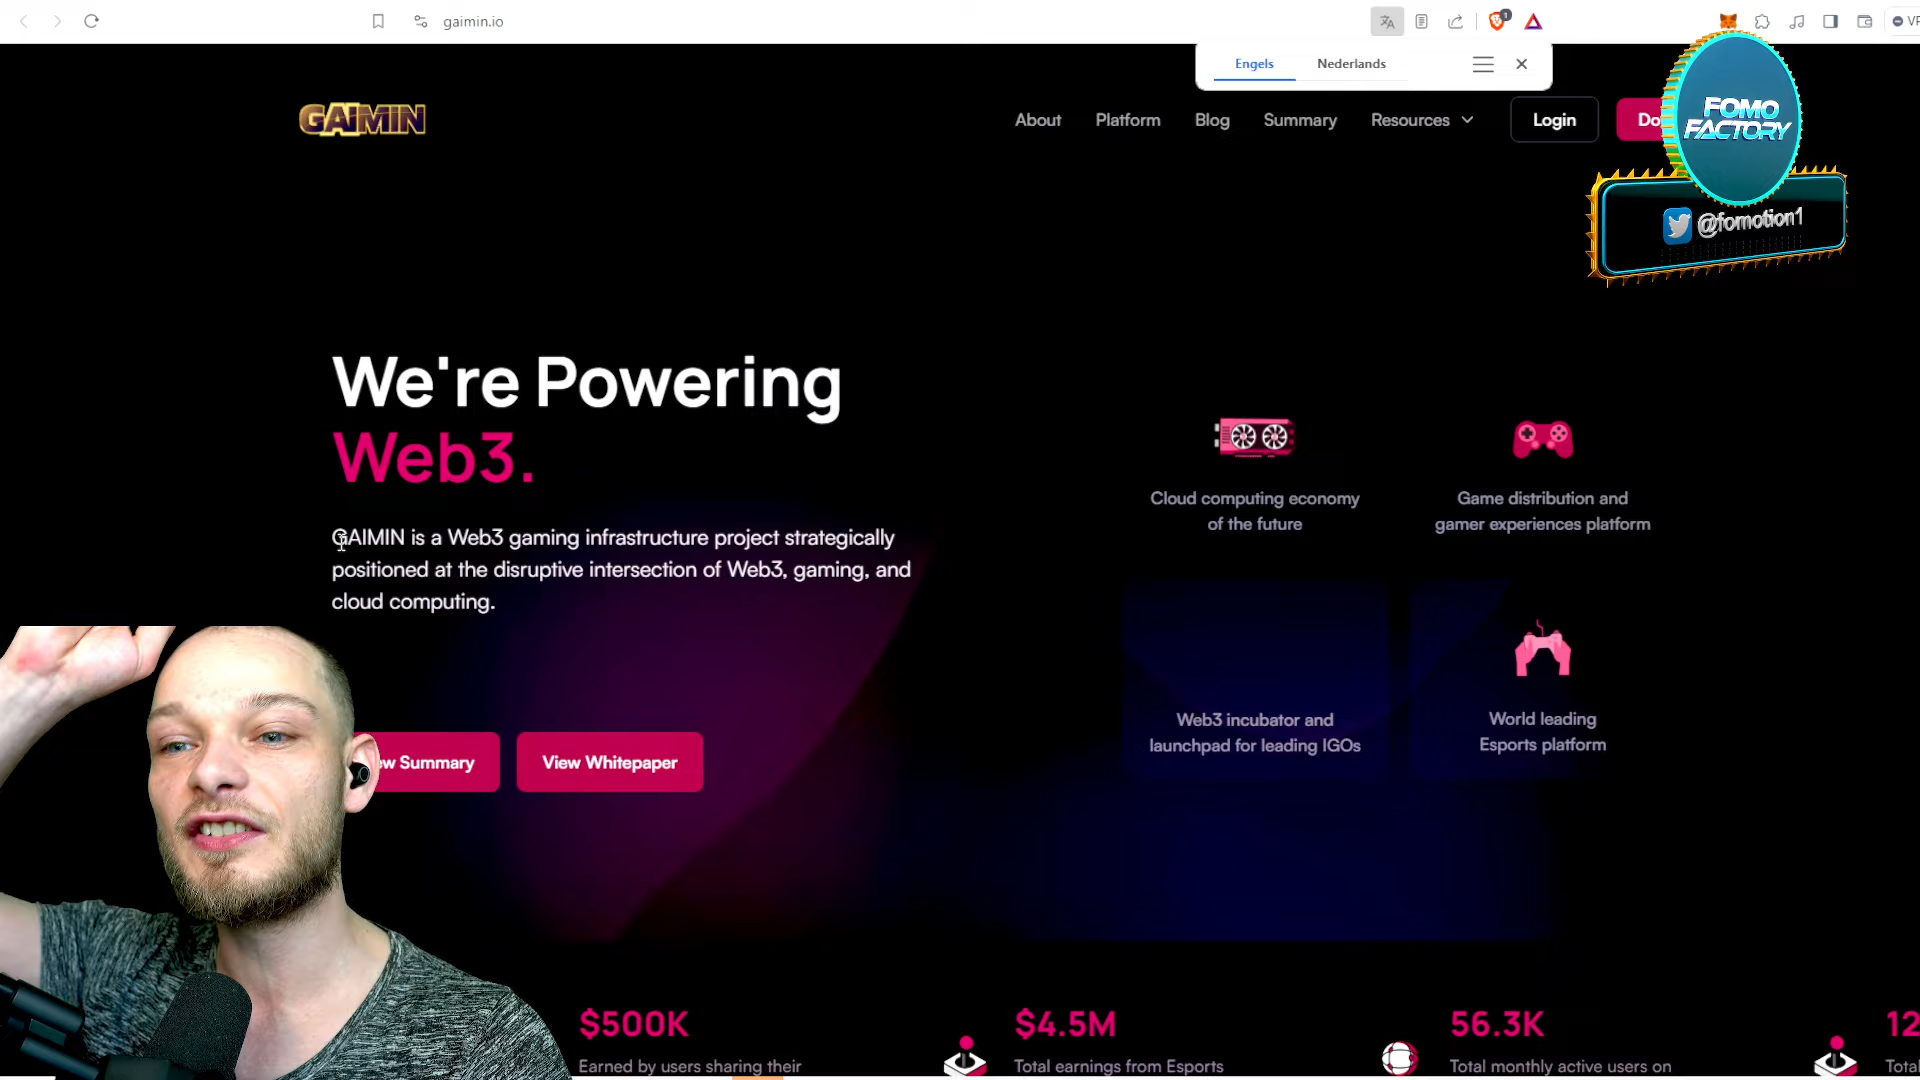 gaimin.io
1
VP
Engels
Nederlands
GAIMIN
About
Platform
Blog
Summary
Resources
Login
FOMO
FACTORY
@fomotion1
We're Powering
Web3.
GAIMIN is a Web3 gaming infrastructure project strategically
positioned at the disruptive intersection of Web3, gaming, and
cloud computing.
Summary
View Whitepaper
Cloud computing economy
of the future
Game distribution and
gamer experiences platform
Web3 incubator and
launchpad for leading IGOs
World leading
Esports platform
$500K
Earned by users sharing their
$4.5M
Total earnings from Esports
56.3K
Total monthly active users on
12